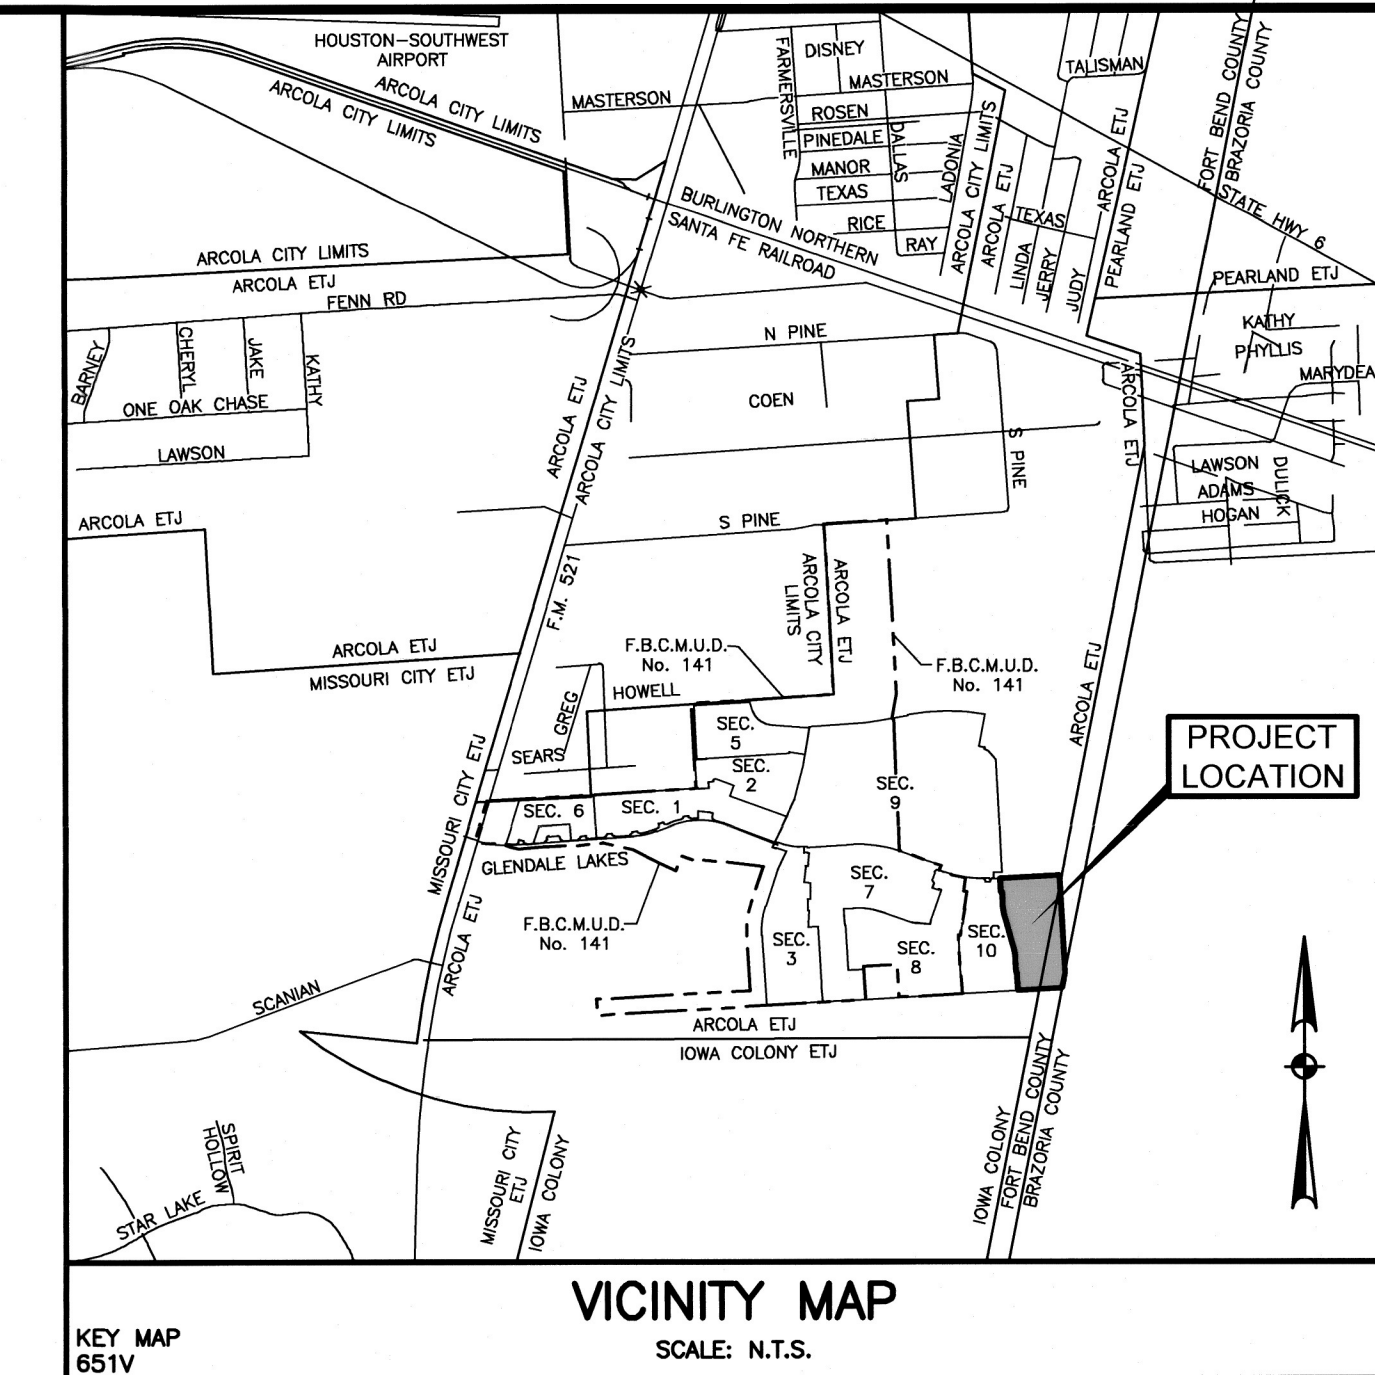 HOUSTON-SOUTHWEST
AIRPORT
ARCOLA CITY LIMITS
ARCOLA CITY LIMITS
MASTERSON
FARMERSVILLE
DISNEY
MASTERSON
ROSEN
PINEDALE
DALLAS
MANOR
TEXAS
RICE
RAY
LADONIA
ARCOLA CITY LIMITS
ARCOLA ETJ
TALISMAN
TEXAS
LINDA
JERRY
JUDY
ARCOLA ETJ
PEARLAND ETJ
FORT BEND COUNTY
BRAZORIA COUNTY
STATE HWY 6
PEARLAND ETJ
BURLINGTON NORTHERN
SANTA FE RAILROAD
ARCOLA CITY LIMITS
ARCOLA ETJ
FENN RD
BARNEY
CHERYL
JAKE
KATHY
ONE OAK CHASE
LAWSON
N PINE
COEN
S PINE
S PINE
KATHY
PHYLLIS
MARYDEA
ARCOLA ETJ
LAWSON
ADAMS
HOGAN
DULICK
ARCOLA ETJ
ARCOLA CITY LIMITS
ARCOLA ETJ
F.M. 521
ARCOLA CITY
LIMITS
ARCOLA ETJ
ARCOLA ETJ
MISSOURI CITY ETJ
F.B.C.M.U.D.
No. 141
F.B.C.M.U.D.
No. 141
ARCOLA ETJ
HOWELL
GREG
SEARS
MISSOURI CITY ETJ
ARCOLA ETJ
SEC.
5
SEC.
2
SEC. 6
SEC. 1
SEC.
9
PROJECT
LOCATION
GLENDALE LAKES
SEC.
7
F.B.C.M.U.D.
No. 141
SEC.
3
SEC.
8
SEC.
10
SCANIAN
ARCOLA ETJ
IOWA COLONY ETJ
SPIRIT
HOLLOW
STAR LAKE
MISSOURI CITY
ETJ
IOWA COLONY
IOWA COLONY
FORT BEND COUNTY
BRAZORIA COUNTY
VICINITY MAP
SCALE: N.T.S.
KEY MAP
651V